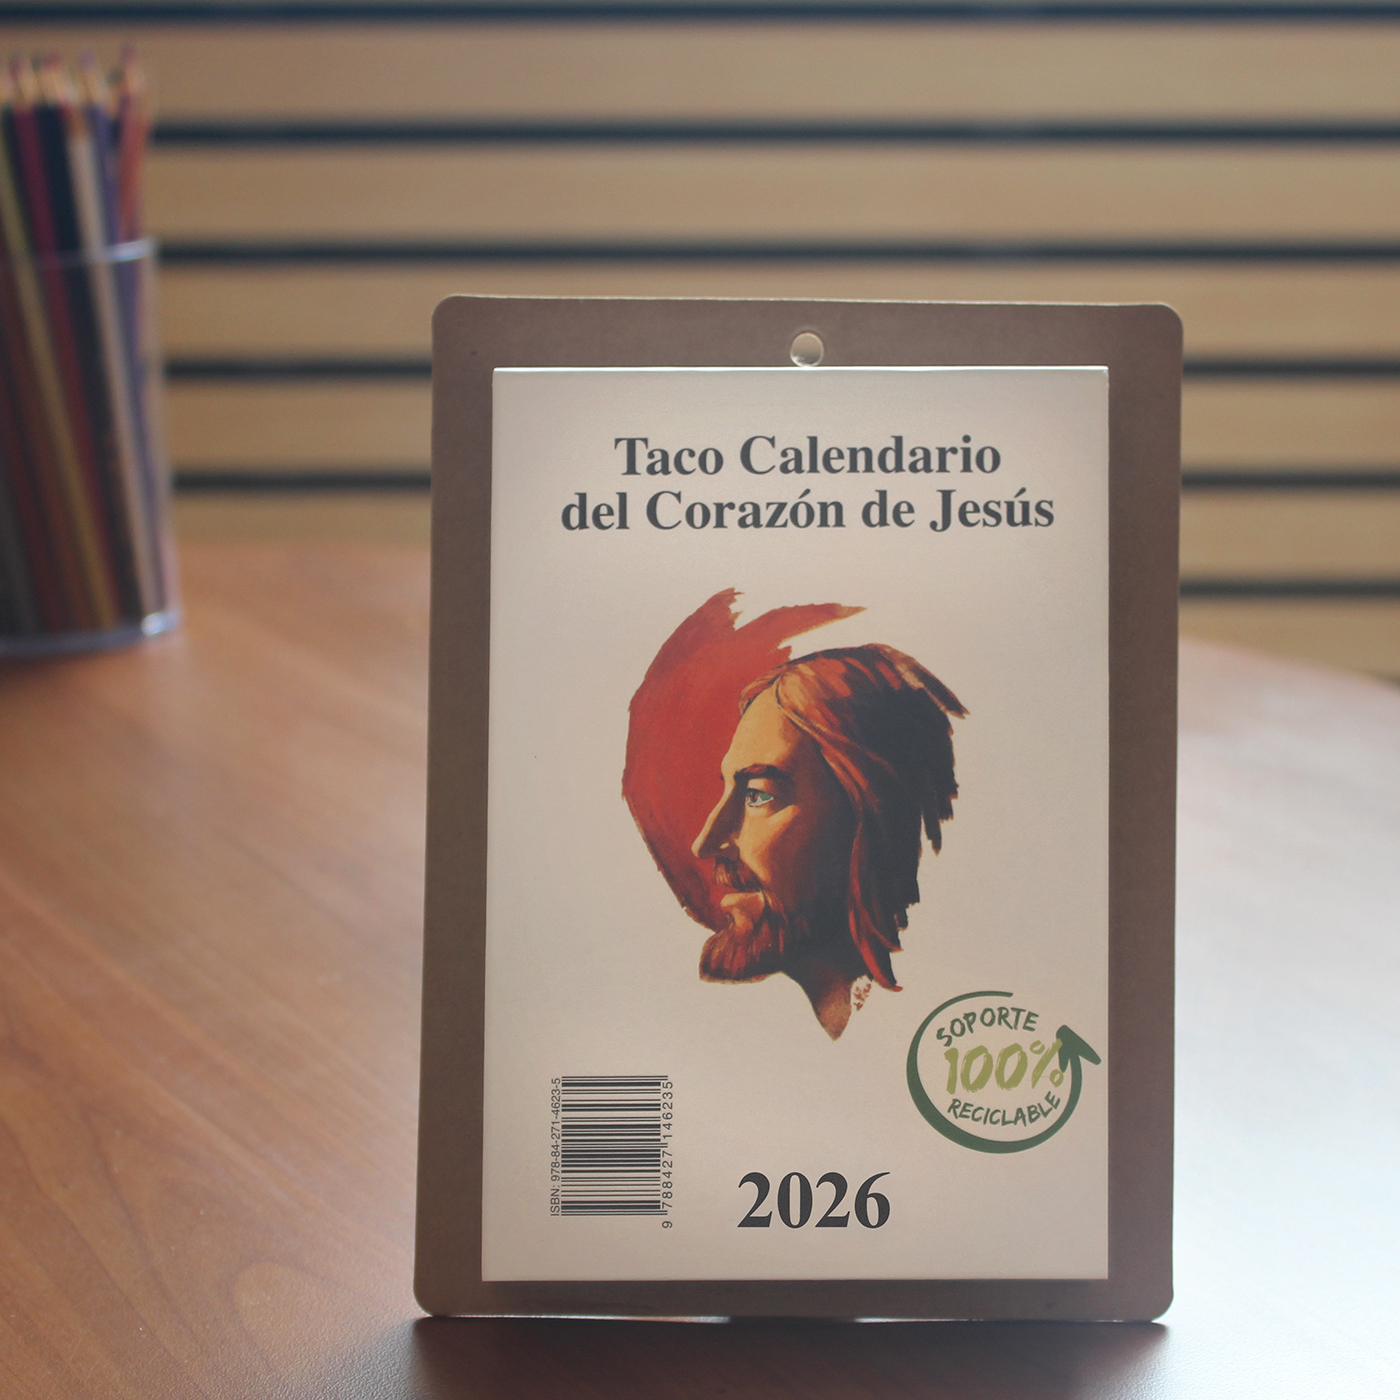 Taco Calendario
del Corazón de Jesús
SOPORTE
100%
RECICLABLE
ISBN: 978-84-271-4623-5
9 788427 146235
2026